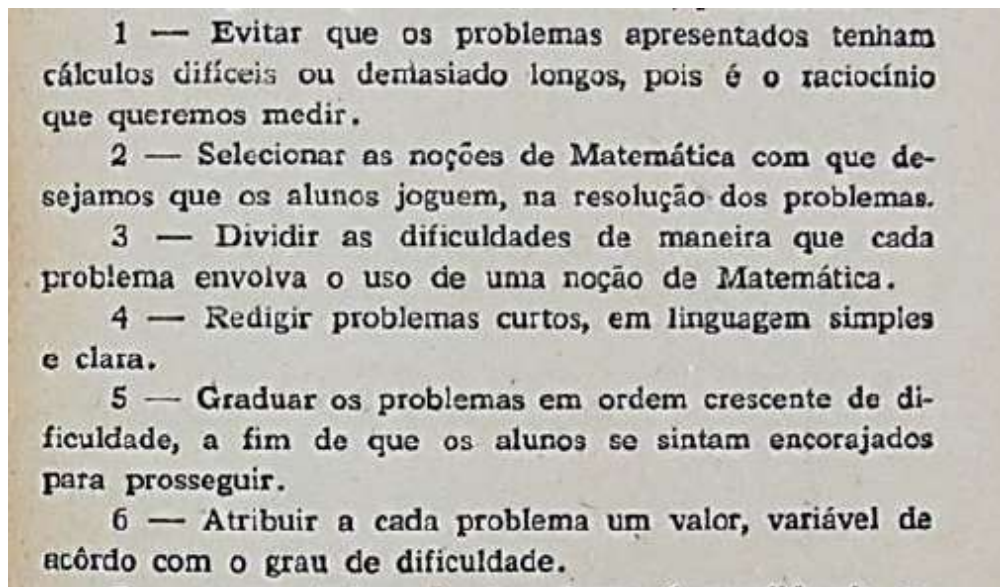 1 — Evitar que os problemas apresentados tenham
cálculos difíceis ou demasiado longos, pois é o raciocínio
que queremos medir.
2 — Selecionar as noções de Matemática com que de-
sejamos que os alunos joguem, na resolução dos problemas.
3 — Dividir as dificuldades de maneira que cada
problema envolva o uso de uma noção de Matemática.
4 — Redigir problemas curtos, em linguagem simples
e clara.
5 — Graduar os problemas em ordem crescente de di-
ficuldade, a fim de que os alunos se sintam encorajados
para prosseguir.
6 — Atribuir a cada problema um valor, variável de
acôrdo com o grau de dificuldade.